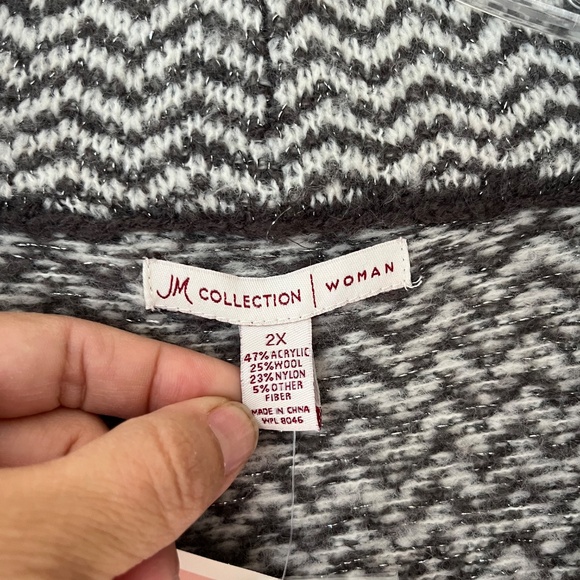 JM COLLECTION | WOMAN
2X
47% ACRYLIC
25% WOOL
23% NYLON
5% OTHER
FIBER
MADE IN CHINA
WPL 8046